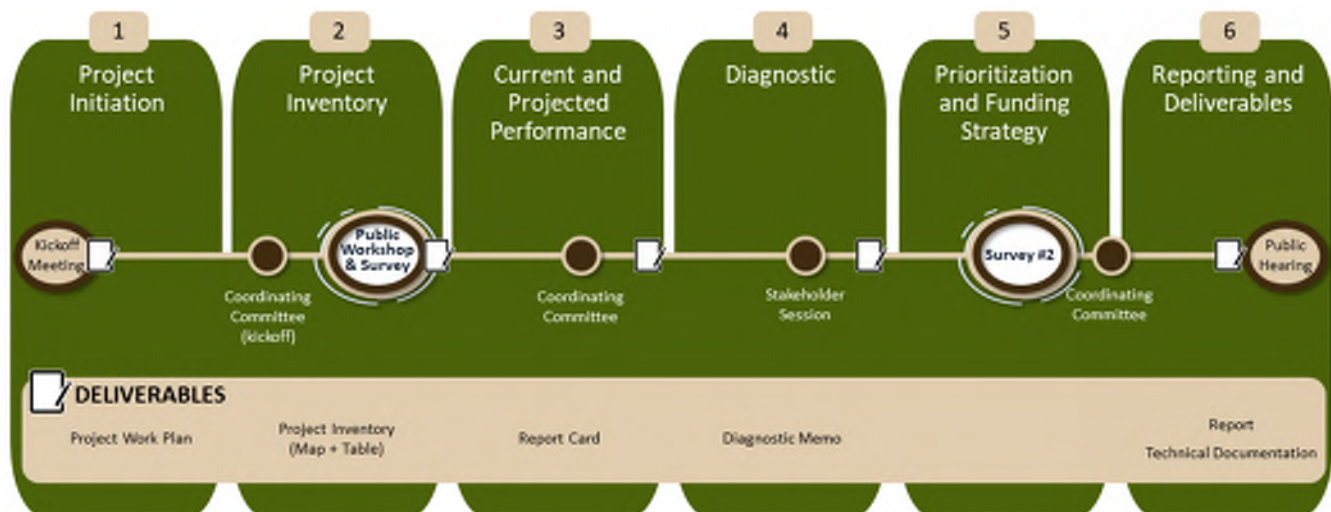 1
Project
Initiation
2
Project
Inventory
3
Current and
Projected
Performance
4
Diagnostic
5
Prioritization
and Funding
Strategy
6
Reporting and
Deliverables
Kickoff
Meeting
Coordinating
Committee
(kickoff)
Public
Workshop
& Survey
Coordinating
Committee
Stakeholder
Session
Survey #2
Coordinating
Committee
Public
Hearing
DELIVERABLES
Project Work Plan
Project Inventory
(Map + Table)
Report Card
Diagnostic Memo
Report
Technical Documentation